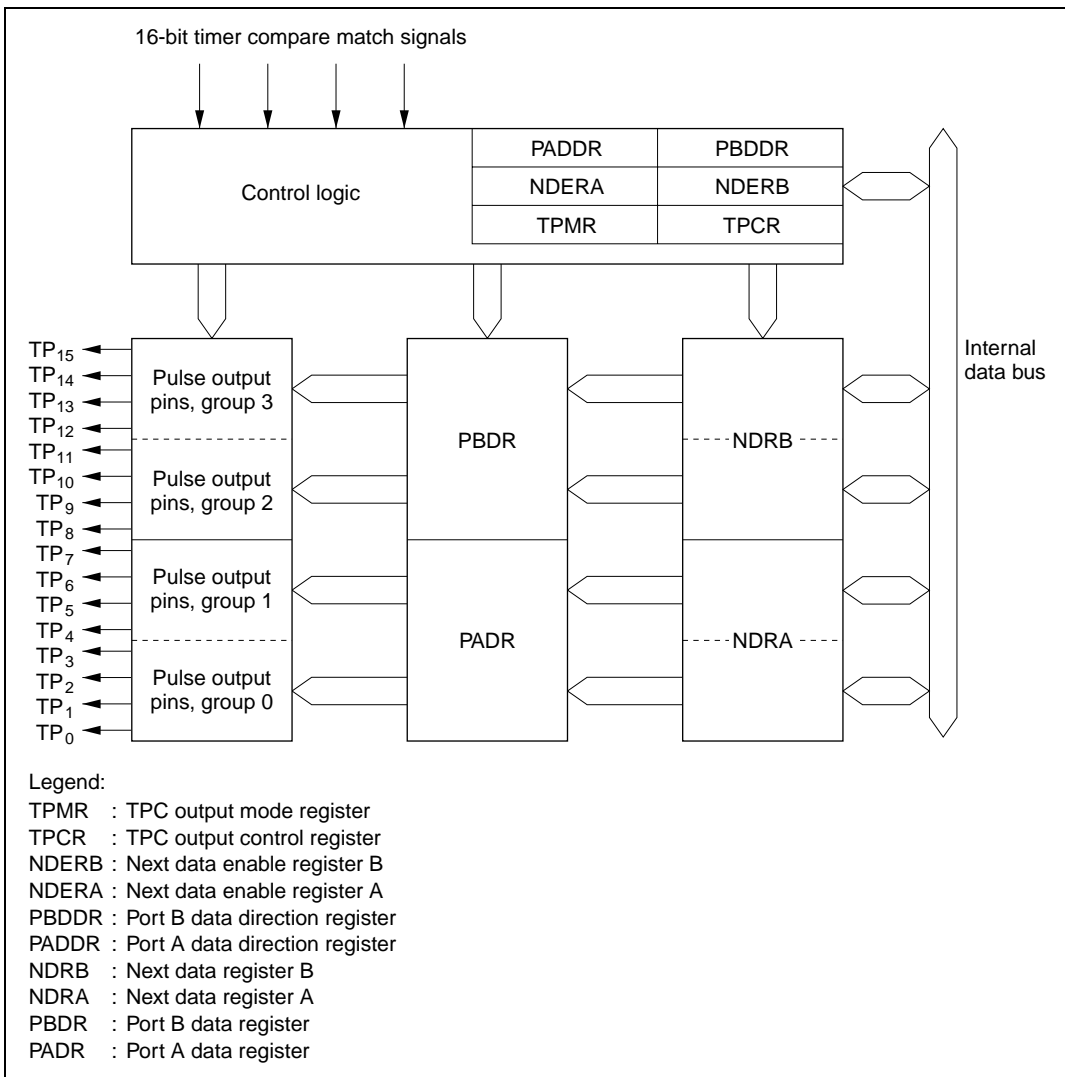 16-bit timer compare match signals
Control logic
PADDR PBDDR
NDERA NDERB
TPMR TPCR
Internal
data bus
TP15
TP14
TP13
TP12
TP11
TP10
TP9
TP8
TP7
TP6
TP5
TP4
TP3
TP2
TP1
TP0
Pulse output
pins, group 3
Pulse output
pins, group 2
Pulse output
pins, group 1
Pulse output
pins, group 0
PBDR
PADR
NDRB
NDRA
Legend:
TPMR : TPC output mode register
TPCR : TPC output control register
NDERB : Next data enable register B
NDERA : Next data enable register A
PBDDR : Port B data direction register
PADDR : Port A data direction register
NDRB : Next data register B
NDRA : Next data register A
PBDR : Port B data register
PADR : Port A data register